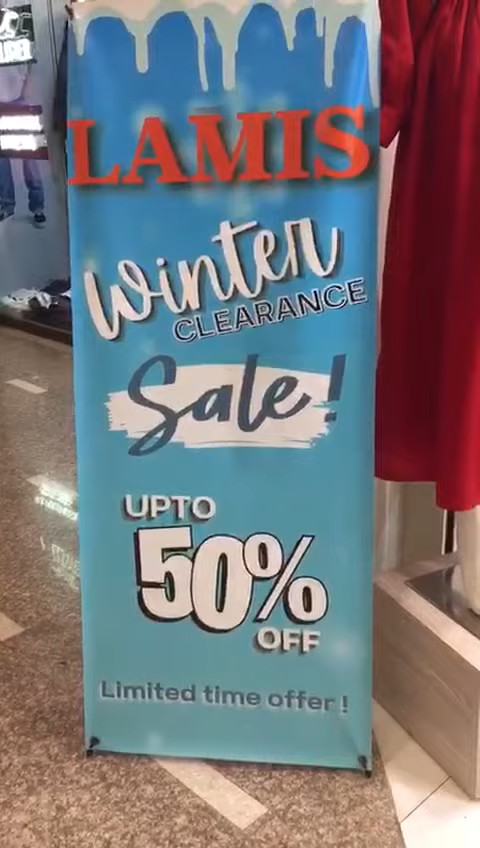 LAMIS
Winter
CLEARANCE
Sale!
UPTO
50%
OFF
Limited time offer !